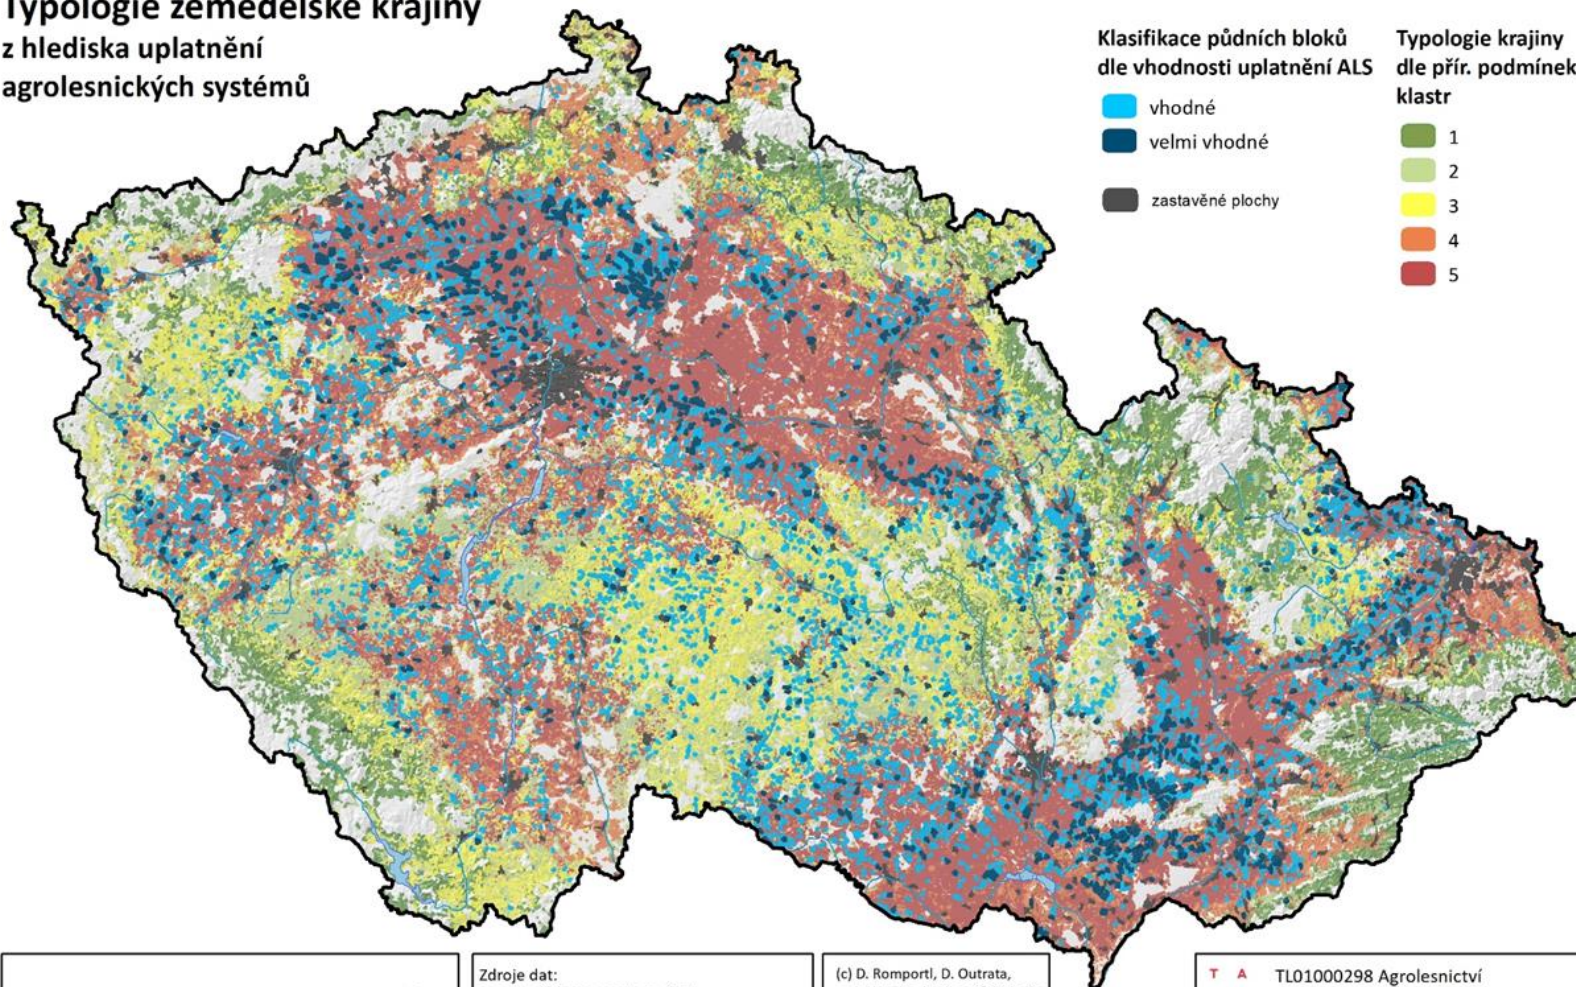 Typologie zemědělské krajiny
z hlediska uplatnění
agrolesnických systémů
Klasifikace půdních bloků
dle vhodnosti uplatnění ALS
vhodné
velmi vhodné
zastavěné plochy
Typologie krajiny
dle přír. podmínek
klastr
1
2
3
4
5
Zdroje dat:
(c) D. Romportl, D. Outrata,
T A
TL01000298 Agrolesnictví